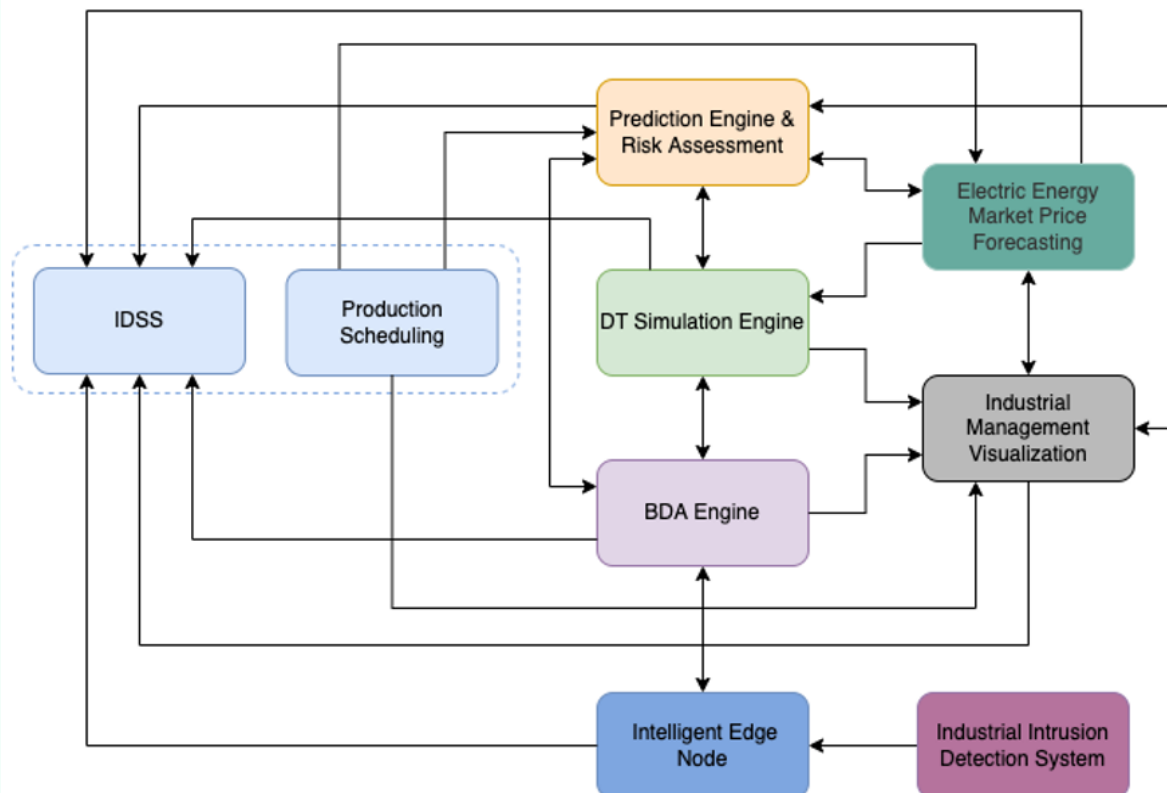 Prediction Engine &
Risk Assessment
Electric Energy
Market Price
Forecasting
IDSS
Production
Scheduling
DT Simulation Engine
Industrial
Management
Visualization
BDA Engine
Intelligent Edge
Node
Industrial Intrusion
Detection System